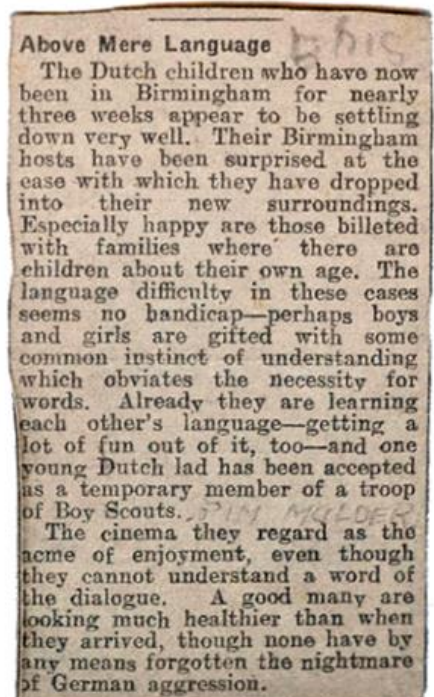 Above Mere Language
The Dutch children who have now
been in Birmingham for nearly
three weeks appear to be settling
down very well. Their Birmingham
hosts have been surprised at the
ease with which they have dropped
into their new surroundings.
Especially happy are those billeted
with families where there are
children about their own age. The
language difficulty in these cases
seems no handicap—perhaps boys
and girls are gifted with some
common instinct of understanding
which obviates the necessity for
words. Already they are learning
each other's language—getting a
lot of fun out of it, too—and one
young Dutch lad has been accepted
as a temporary member of a troop
of Boy Scouts. PIM MULDER
The cinema they regard as the
acme of enjoyment, even though
they cannot understand a word of
the dialogue. A good many are
looking much healthier than when
they arrived, though none have by
any means forgotten the nightmare
of German aggression.